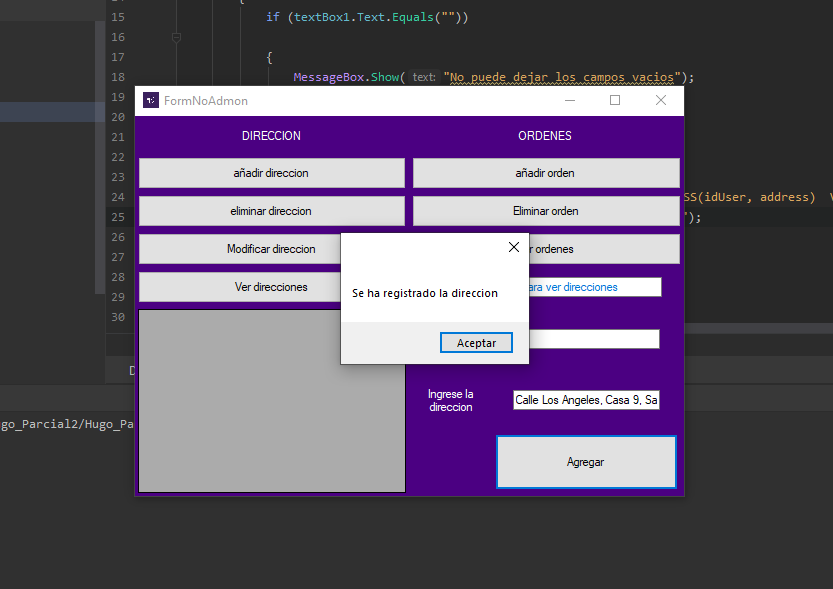 15 if (textBox1.Text.Equals(""))
16
17 {
18 MessageBox.Show( text: "No puede dejar los campos vacios");
19
FormNoAdmon
20
21
DIRECCION ORDENES
22
23
añadir direccion añadir orden
24 SS(idUser, address)
eliminar direccion Eliminar orden
25 ");
26
Modificar direccion r ordenes
27
28
Ver direcciones ara ver direcciones
29
30
Se ha registrado la direccion
Aceptar
Ingrese la
direccion
Calle Los Angeles, Casa 9, Sa
go_Parcial2/Hugo_Pa
Agregar